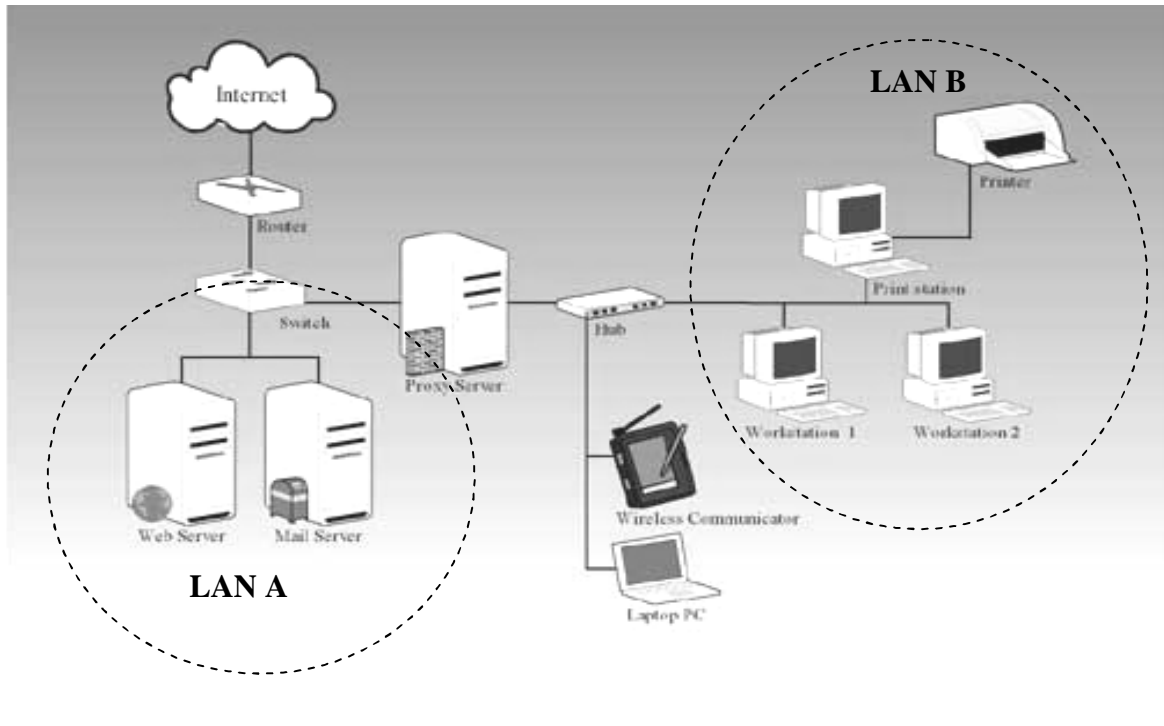 LAN B
Internet
Printer
Router
Print station
Switch
Hub
Proxy Server
Workstation 1
Workstation 2
Wireless Communicator
Web Server
Mail Server
LAN A
Laptop PC